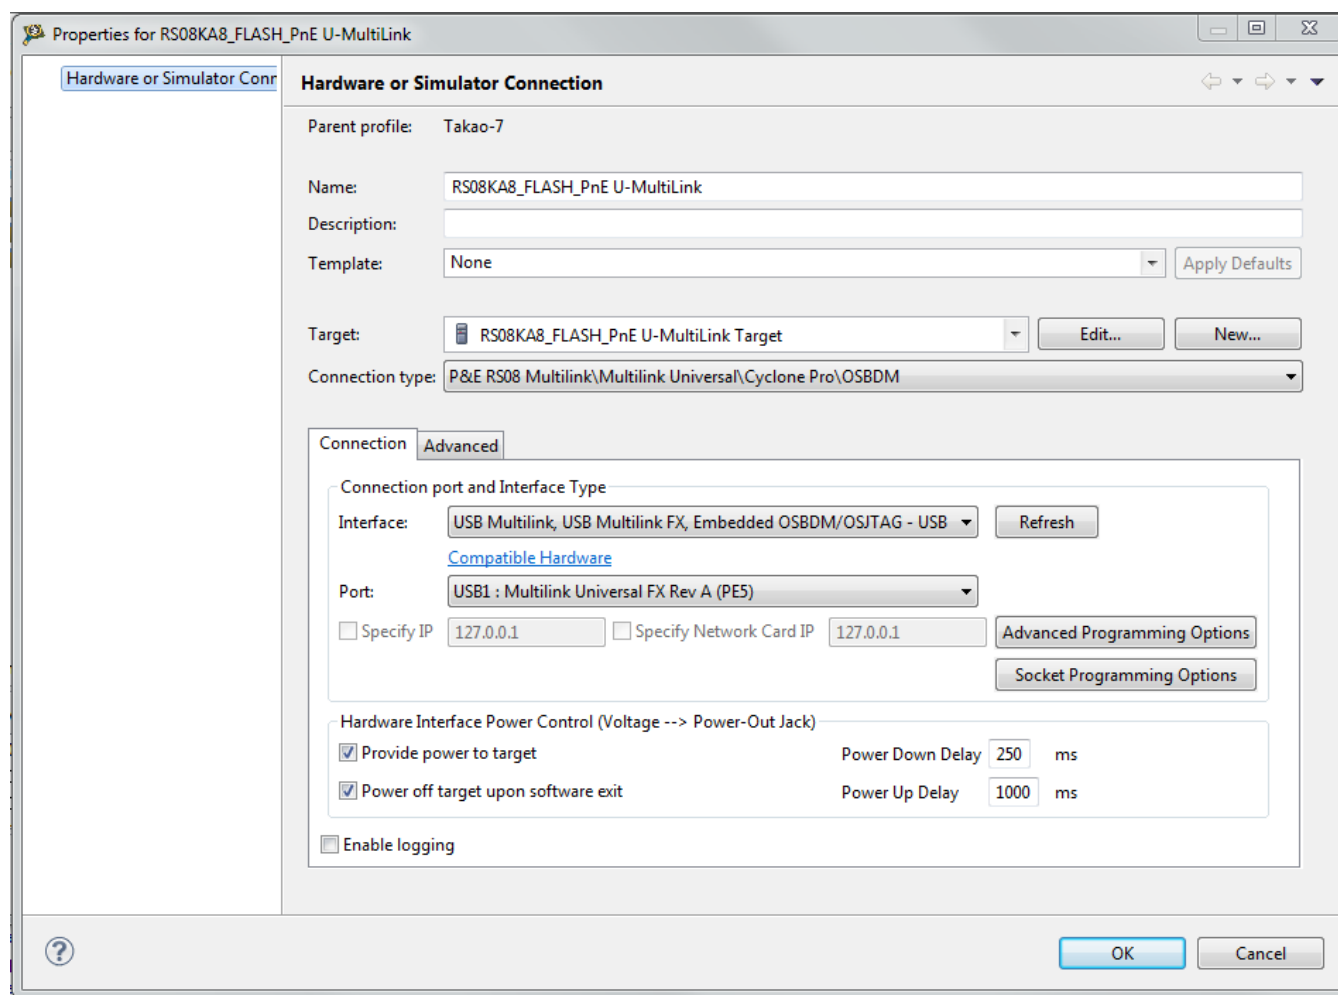 Properties for RS08KA8_FLASH_PnE U-MultiLink
Hardware or Simulator Conn
Hardware or Simulator Connection
Parent profile: Takao-7
Name: RS08KA8_FLASH_PnE U-MultiLink
Description:
Template: None Apply Defaults
Target: RS08KA8_FLASH_PnE U-MultiLink Target Edit... New...
Connection type: P&E RS08 Multilink\Multilink Universal\Cyclone Pro\OSBDM
Connection Advanced
Connection port and Interface Type
Interface: USB Multilink, USB Multilink FX, Embedded OSBDM/OSJTAG - USB Refresh
Compatible Hardware
Port: USB1 : Multilink Universal FX Rev A (PE5)
Specify IP 127.0.0.1 Specify Network Card IP 127.0.0.1 Advanced Programming Options
Socket Programming Options
Hardware Interface Power Control (Voltage --> Power-Out Jack)
Provide power to target Power Down Delay 250 ms
Power off target upon software exit Power Up Delay 1000 ms
Enable logging
OK Cancel